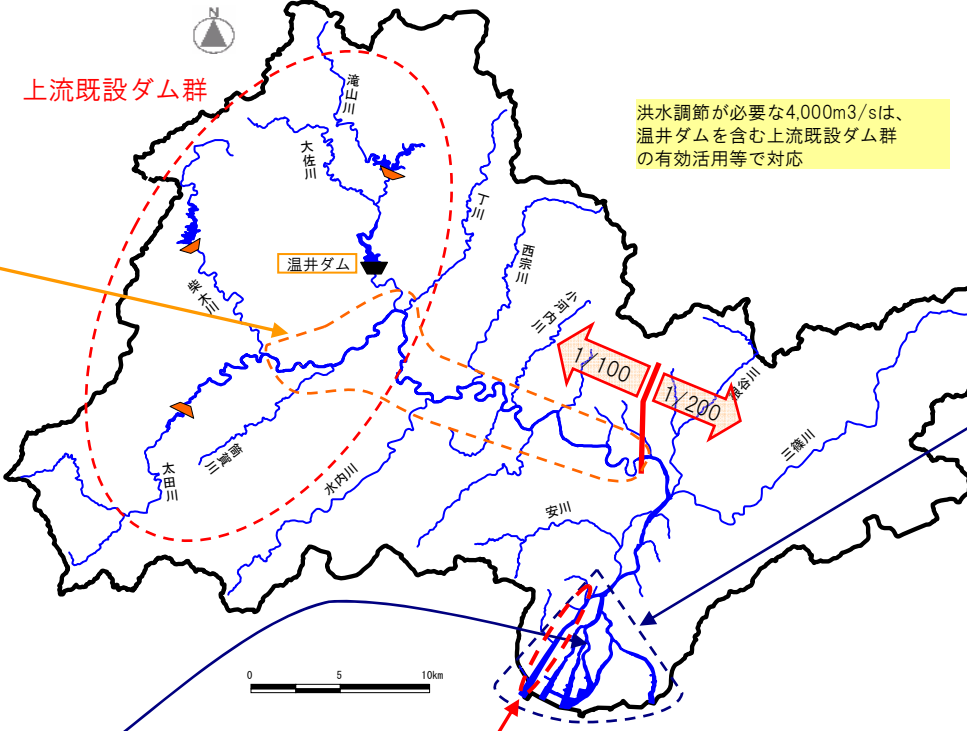 N
上流既設ダム群
滝山川
大佐川
洪水調節が必要な4,000m3/sは、
温井ダムを含む上流既設ダム群
の有効活用等で対応
丁川
西宗川
温井ダム
柴木川
小河内川
1/100
1/200
根谷川
三篠川
筒賀川
太田川
水内川
安川
0 5 10km